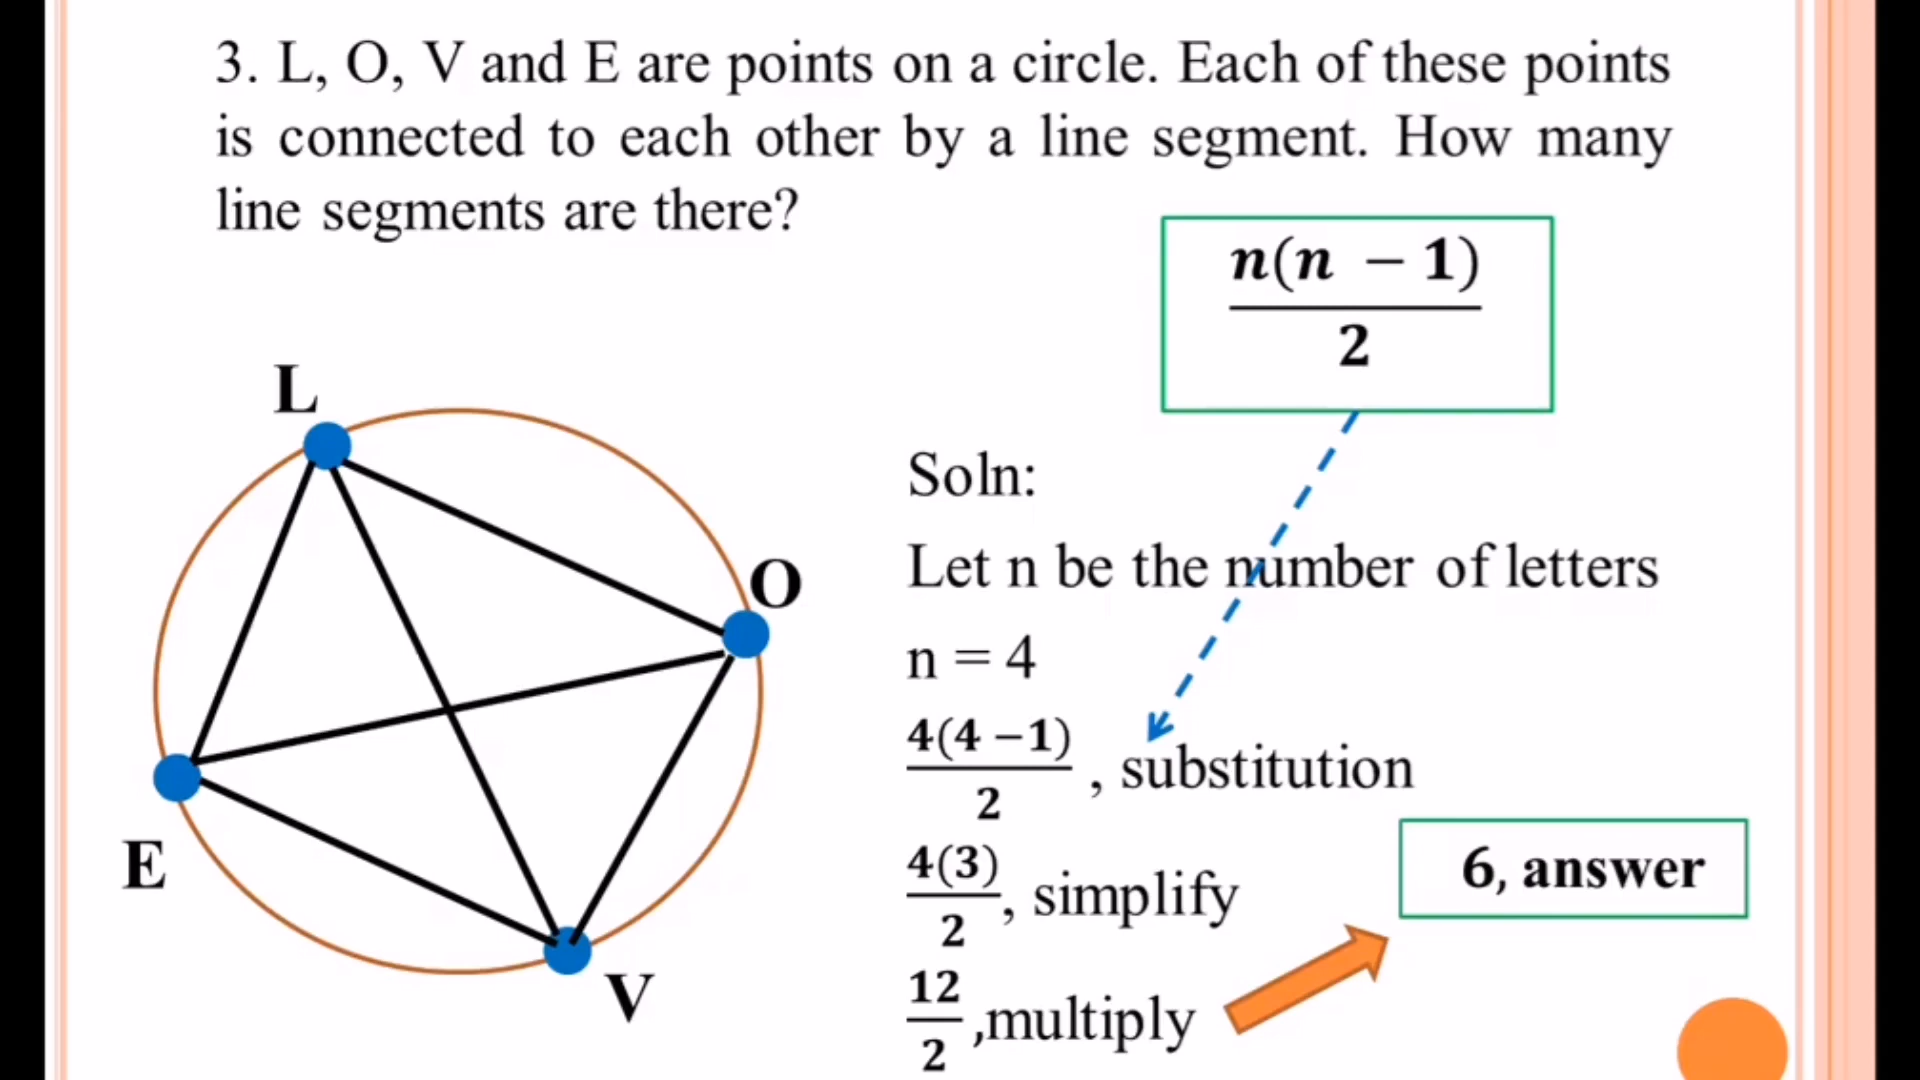 3. L, O, V and E are points on a circle. Each of these points
is connected to each other by a line segment. How many
line segments are there?
n(n − 1)
2
L
O
E
V
Soln:
Let n be the number of letters
n = 4
4(4 −1)
2
, substitution
4(3)
2
, simplify
12
2
,multiply
6, answer